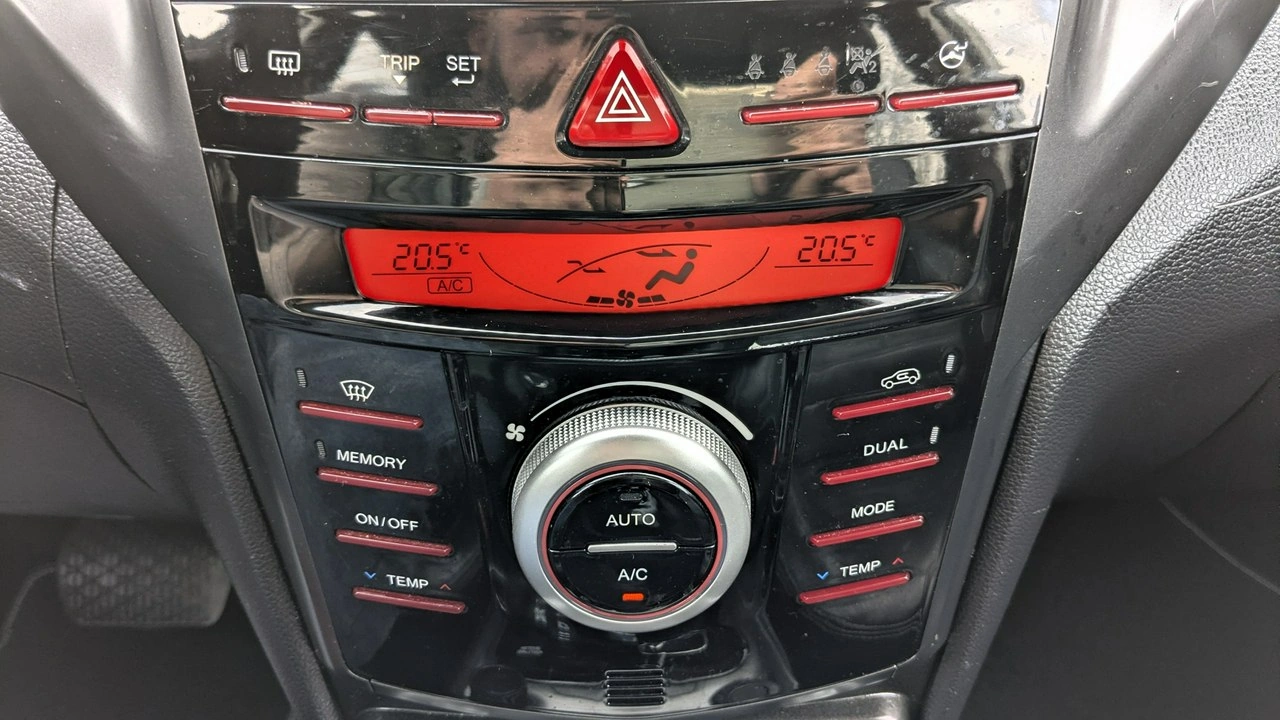 TRIP SET
20.5°C 20.5°C
A/C
MEMORY
DUAL
ON/OFF
MODE
AUTO
A/C
TEMP
TEMP